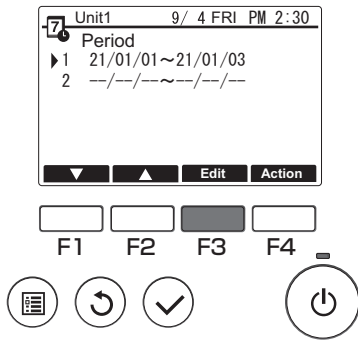 7 Unit1 9/ 4 FRI PM 2:30
Period
1 21/01/01~21/01/03
2 --/--/--~--/--/--
Edit Action
F1 F2 F3 F4